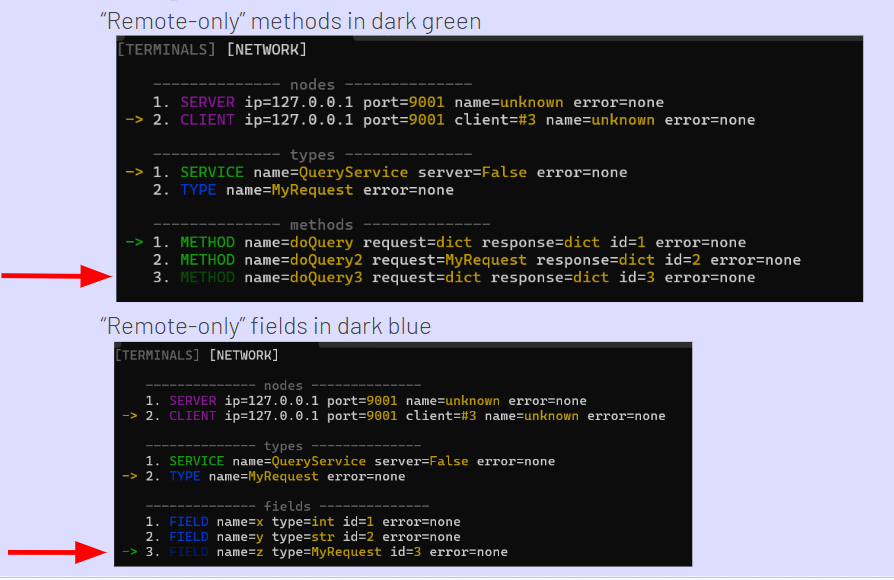 “Remote-only” methods in dark green
[TERMINALS] [NETWORK]
-------------- nodes --------------
1. SERVER ip=127.0.0.1 port=9001 name=unknown error=none
-> 2. CLIENT ip=127.0.0.1 port=9001 client=#3 name=unknown error=none
-------------- types --------------
-> 1. SERVICE name=QueryService server=False error=none
2. TYPE name=MyRequest error=none
-------------- methods --------------
-> 1. METHOD name=doQuery request=dict response=dict id=1 error=none
2. METHOD name=doQuery2 request=MyRequest response=dict id=2 error=none
3. METHOD name=doQuery3 request=dict response=dict id=3 error=none
“Remote-only” fields in dark blue
[TERMINALS] [NETWORK]
-------------- nodes --------------
1. SERVER ip=127.0.0.1 port=9001 name=unknown error=none
-> 2. CLIENT ip=127.0.0.1 port=9001 client=#3 name=unknown error=none
-------------- types --------------
1. SERVICE name=QueryService server=False error=none
-> 2. TYPE name=MyRequest error=none
-------------- fields --------------
1. FIELD name=x type=int id=1 error=none
2. FIELD name=y type=str id=2 error=none
-> 3. FIELD name=z type=MyRequest id=3 error=none